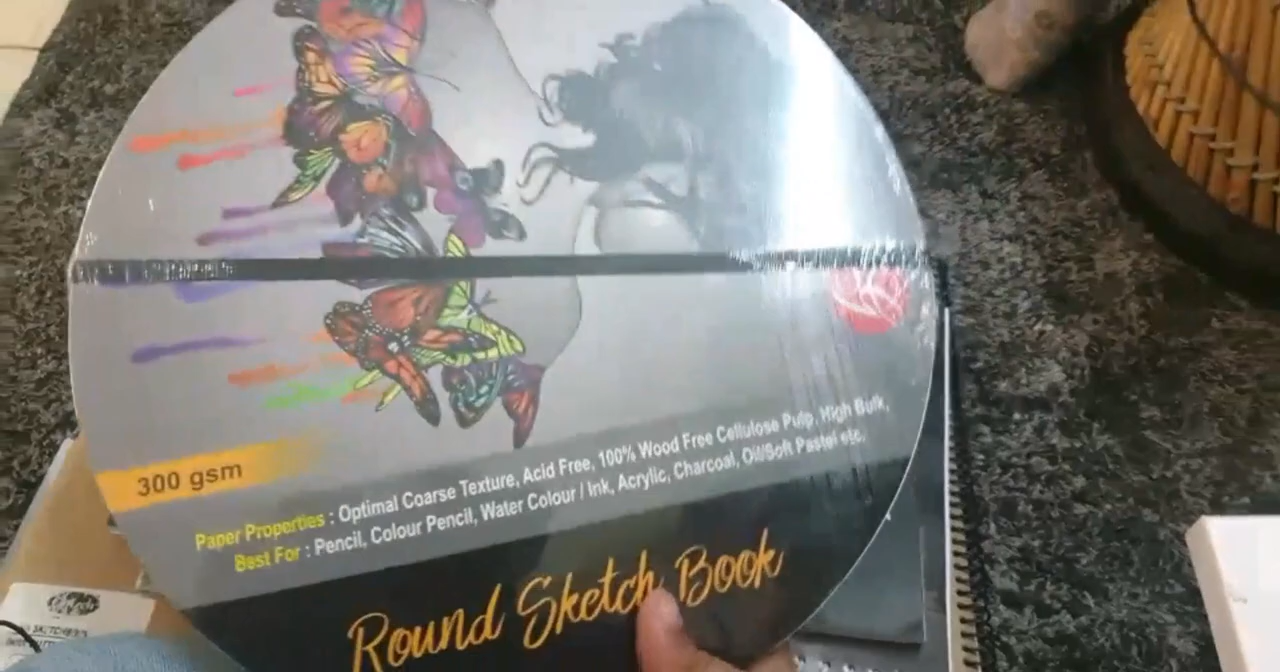 300 gsm
Paper Properties : Optimal Coarse Texture, Acid Free, 100% Wood Free Cellulose Pulp, High Bulk,
Best For : Pencil, Colour Pencil, Water Colour / Ink, Acrylic, Charcoal, Oil/Soft Pastel etc.
Round Sketch Book